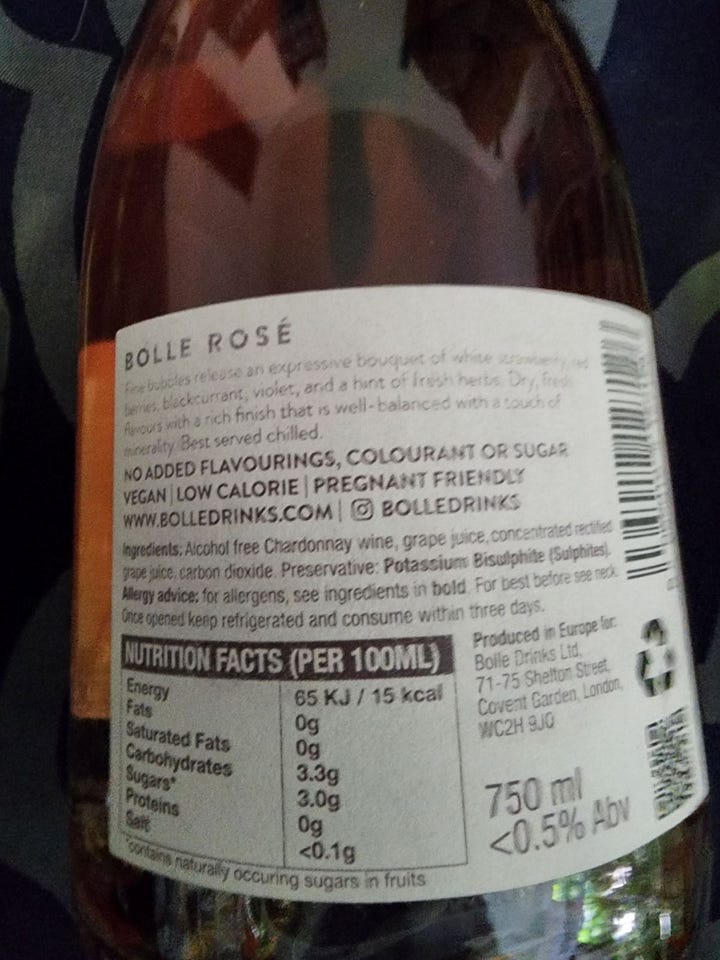 BOLLE ROSÉ
Fine bubbles release an expressive bouquet of white strawberry, red
berries, blackcurrant, violet, and a hint of fresh herbs. Dry, fresh
flavours with a rich finish that is well-balanced with a touch of
minerality. Best served chilled.
NO ADDED FLAVOURINGS, COLOURANT OR SUGAR
VEGAN | LOW CALORIE | PREGNANT FRIENDLY
WWW.BOLLEDRINKS.COM | BOLLEDRINKS
Ingredients: Alcohol free Chardonnay wine, grape juice, concentrated rectified
grape juice, carbon dioxide. Preservative: Potassium Bisulphite (Sulphites).
Allergy advice: for allergens, see ingredients in bold. For best before see neck.
Once opened keep refrigerated and consume within three days.
NUTRITION FACTS (PER 100ML)
Energy 65 KJ / 15 kcal
Fats 0g
Saturated Fats 0g
Carbohydrates 3.3g
Sugars* 3.0g
Proteins 0g
Salt <0.1g
*contains naturally occuring sugars in fruits
Produced in Europe for:
Bolle Drinks Ltd,
71-75 Shelton Street,
Covent Garden, London,
WC2H 9JQ
750 ml
<0.5% Abv